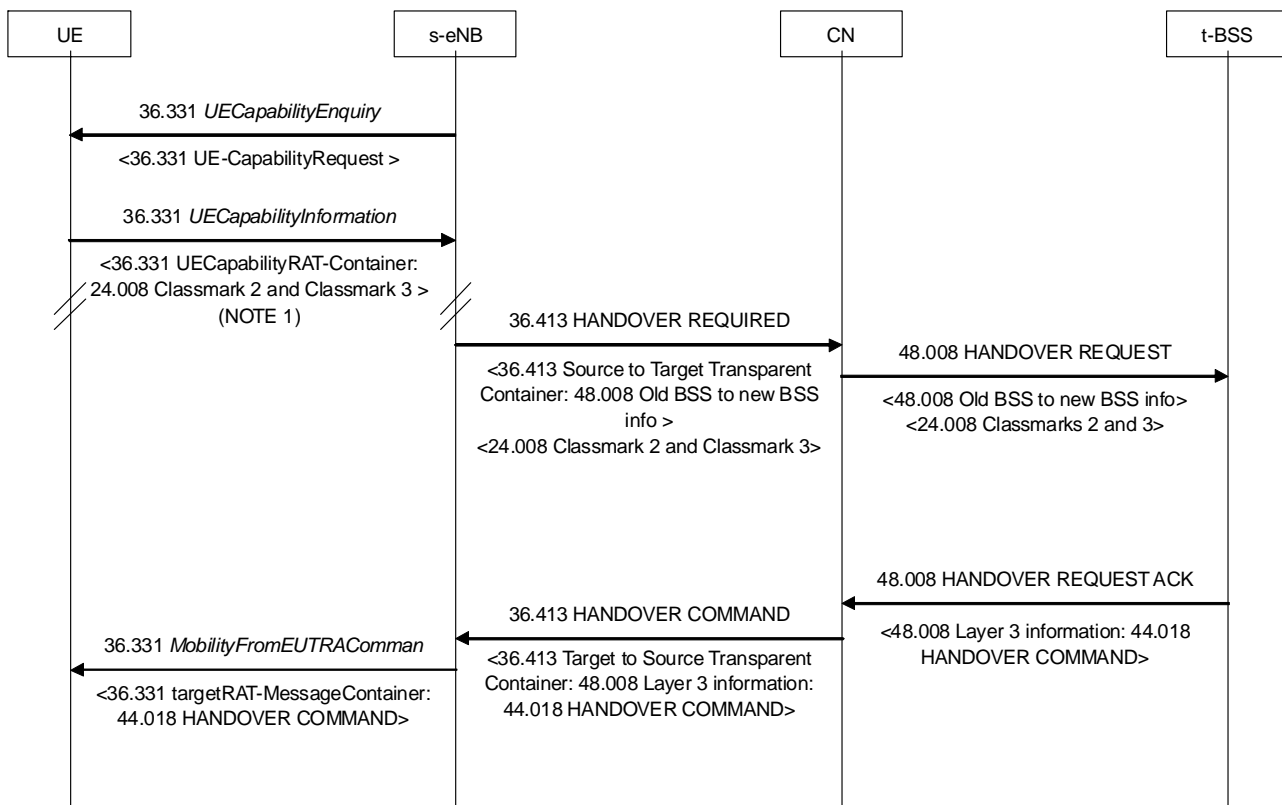 UE
s-eNB
CN
t-BSS
36.331 UECapabilityEnquiry
<36.331 UE-CapabilityRequest >
36.331 UECapabilityInformation
<36.331 UECapabilityRAT-Container:
24.008 Classmark 2 and Classmark 3 >
(NOTE 1)
36.413 HANDOVER REQUIRED
<36.413 Source to Target Transparent
Container: 48.008 Old BSS to new BSS
info >
<24.008 Classmark 2 and Classmark 3>
48.008 HANDOVER REQUEST
<48.008 Old BSS to new BSS info>
<24.008 Classmarks 2 and 3>
48.008 HANDOVER REQUEST ACK
<48.008 Layer 3 information: 44.018
HANDOVER COMMAND>
36.413 HANDOVER COMMAND
<36.413 Target to Source Transparent
Container: 48.008 Layer 3 information:
44.018 HANDOVER COMMAND>
36.331 MobilityFromEUTRAComman
<36.331 targetRAT-MessageContainer:
44.018 HANDOVER COMMAND>